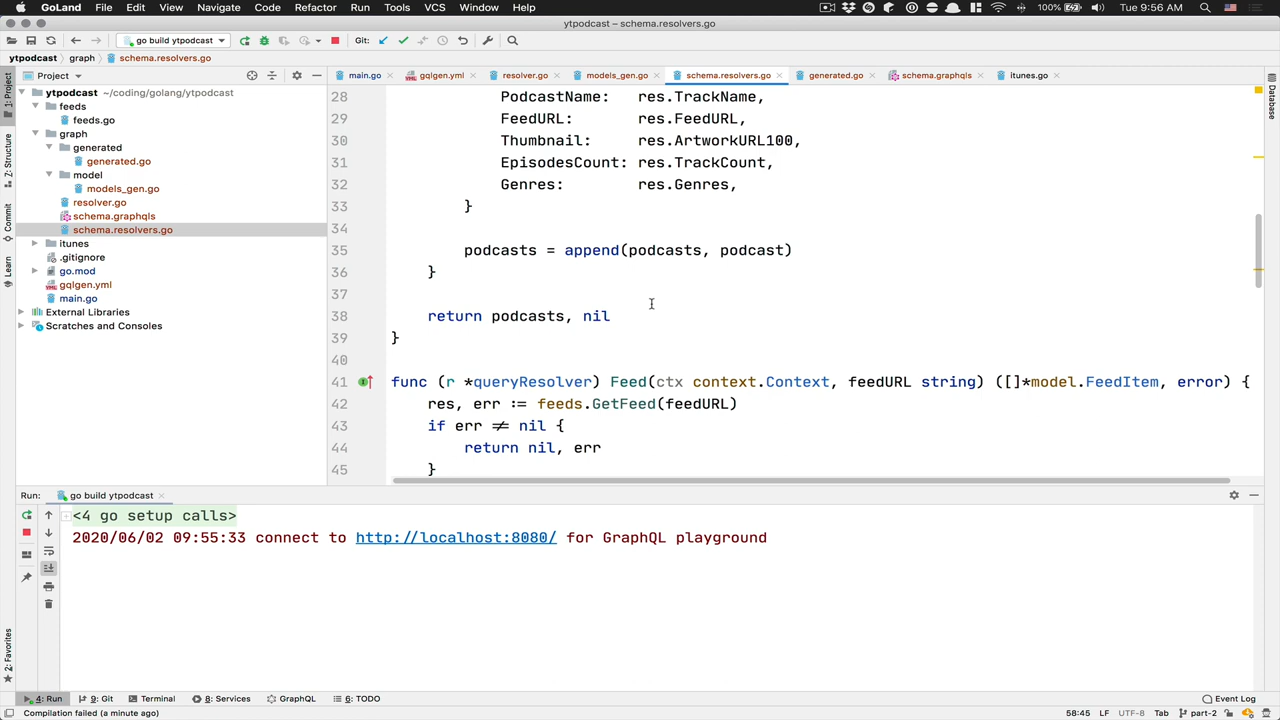 GoLand File Edit View Navigate Code Refactor Run Tools VCS Window Help 100% Tue 9:56 AM
ytpodcast – schema.resolvers.go
go build ytpodcast Git:
ytpodcast graph schema.resolvers.go
Project
main.go gqlgen.yml resolver.go models_gen.go schema.resolvers.go generated.go schema.graphqls itunes.go
1: Project
Z: Structure
Commit
Learn
2: Favorites
Database
ytpodcast ~/coding/golang/ytpodcast
feeds
feeds.go
graph
generated
generated.go
model
models_gen.go
resolver.go
schema.graphqls
schema.resolvers.go
itunes
.gitignore
go.mod
gqlgen.yml
main.go
External Libraries
Scratches and Consoles
28 PodcastName: res.TrackName,
29 FeedURL: res.FeedURL,
30 Thumbnail: res.ArtworkURL100,
31 EpisodesCount: res.TrackCount,
32 Genres: res.Genres,
33 }
34
35 podcasts = append(podcasts, podcast)
36 }
37
38 return podcasts, nil
39 }
40
41 func (r *queryResolver) Feed(ctx context.Context, feedURL string) ([]*model.FeedItem, error) {
42 res, err := feeds.GetFeed(feedURL)
43 if err ≠ nil {
44 return nil, err
45 }
Run: go build ytpodcast
<4 go setup calls>
2020/06/02 09:55:33 connect to http://localhost:8080/ for GraphQL playground
4: Run 9: Git Terminal 8: Services GraphQL 6: TODO Event Log
Compilation failed (a minute ago) 58:45 LF UTF-8 Tab part-2